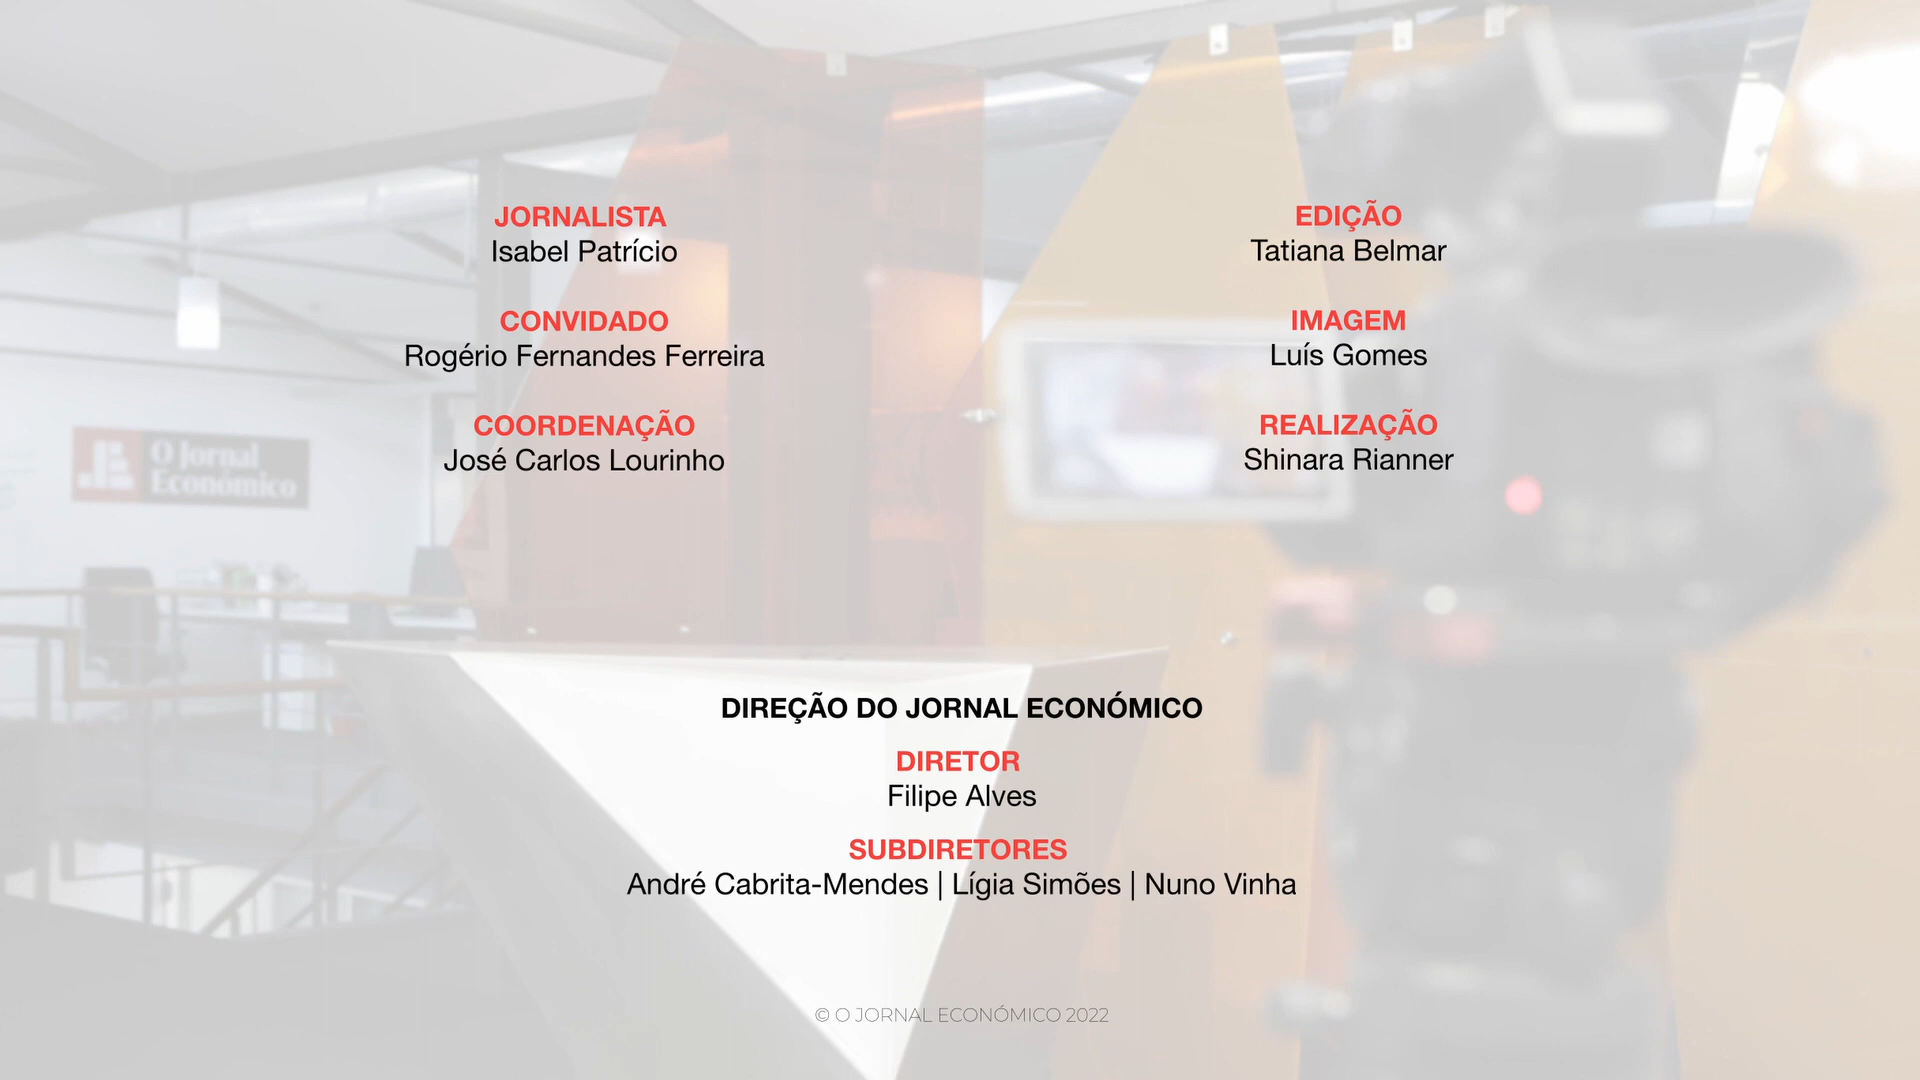 JORNALISTA
Isabel Patrício
CONVIDADO
Rogério Fernandes Ferreira
COORDENAÇÃO
José Carlos Lourinho
EDIÇÃO
Tatiana Belmar
IMAGEM
Luís Gomes
REALIZAÇÃO
Shinara Rianner
O Jornal
Económico
DIREÇÃO DO JORNAL ECONÓMICO
DIRETOR
Filipe Alves
SUBDIRETORES
André Cabrita-Mendes | Lígia Simões | Nuno Vinha
© O JORNAL ECONÓMICO 2022